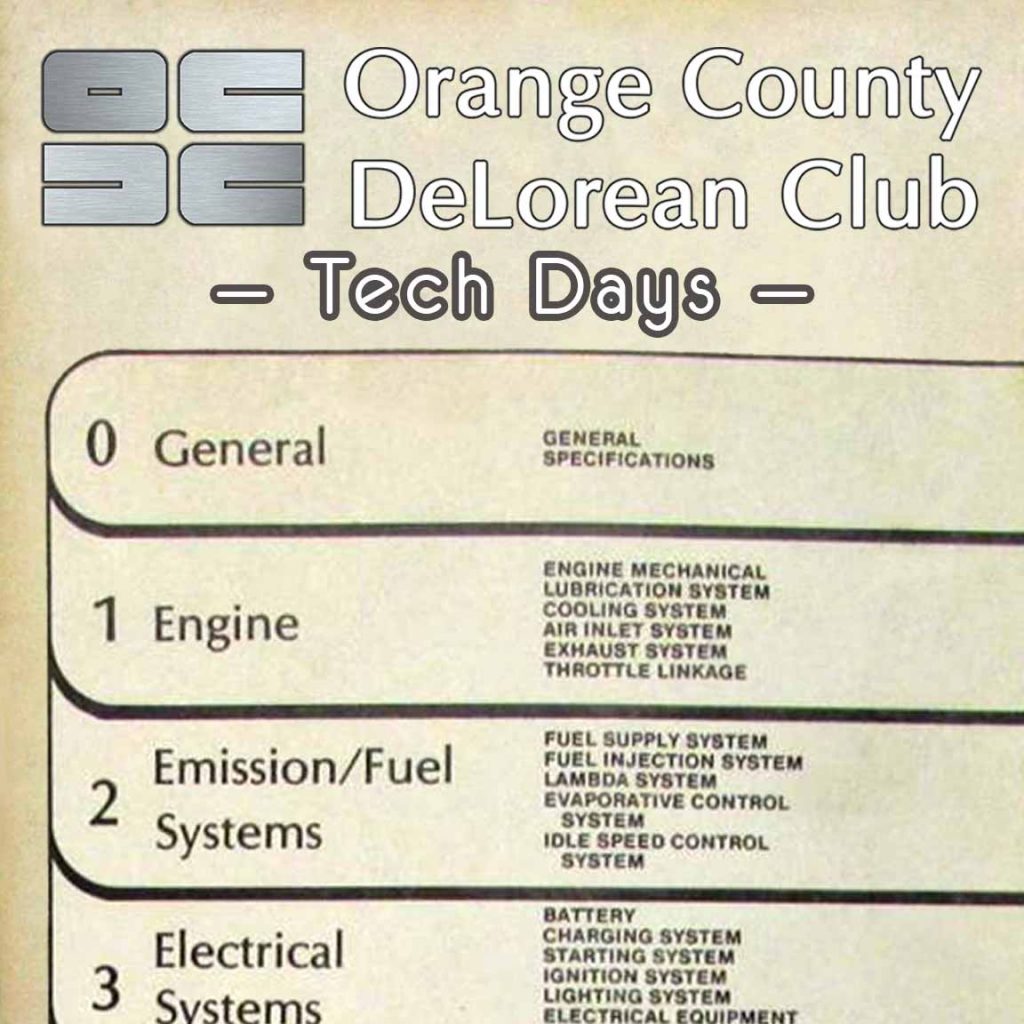 OCDC
Orange County
DeLorean Club
– Tech Days –
0 General
GENERAL
SPECIFICATIONS
1 Engine
ENGINE MECHANICAL
LUBRICATION SYSTEM
COOLING SYSTEM
AIR INLET SYSTEM
EXHAUST SYSTEM
THROTTLE LINKAGE
2 Emission/Fuel
Systems
FUEL SUPPLY SYSTEM
FUEL INJECTION SYSTEM
LAMBDA SYSTEM
EVAPORATIVE CONTROL
SYSTEM
IDLE SPEED CONTROL
SYSTEM
3 Electrical
Systems
BATTERY
CHARGING SYSTEM
STARTING SYSTEM
IGNITION SYSTEM
LIGHTING SYSTEM
ELECTRICAL EQUIPMENT